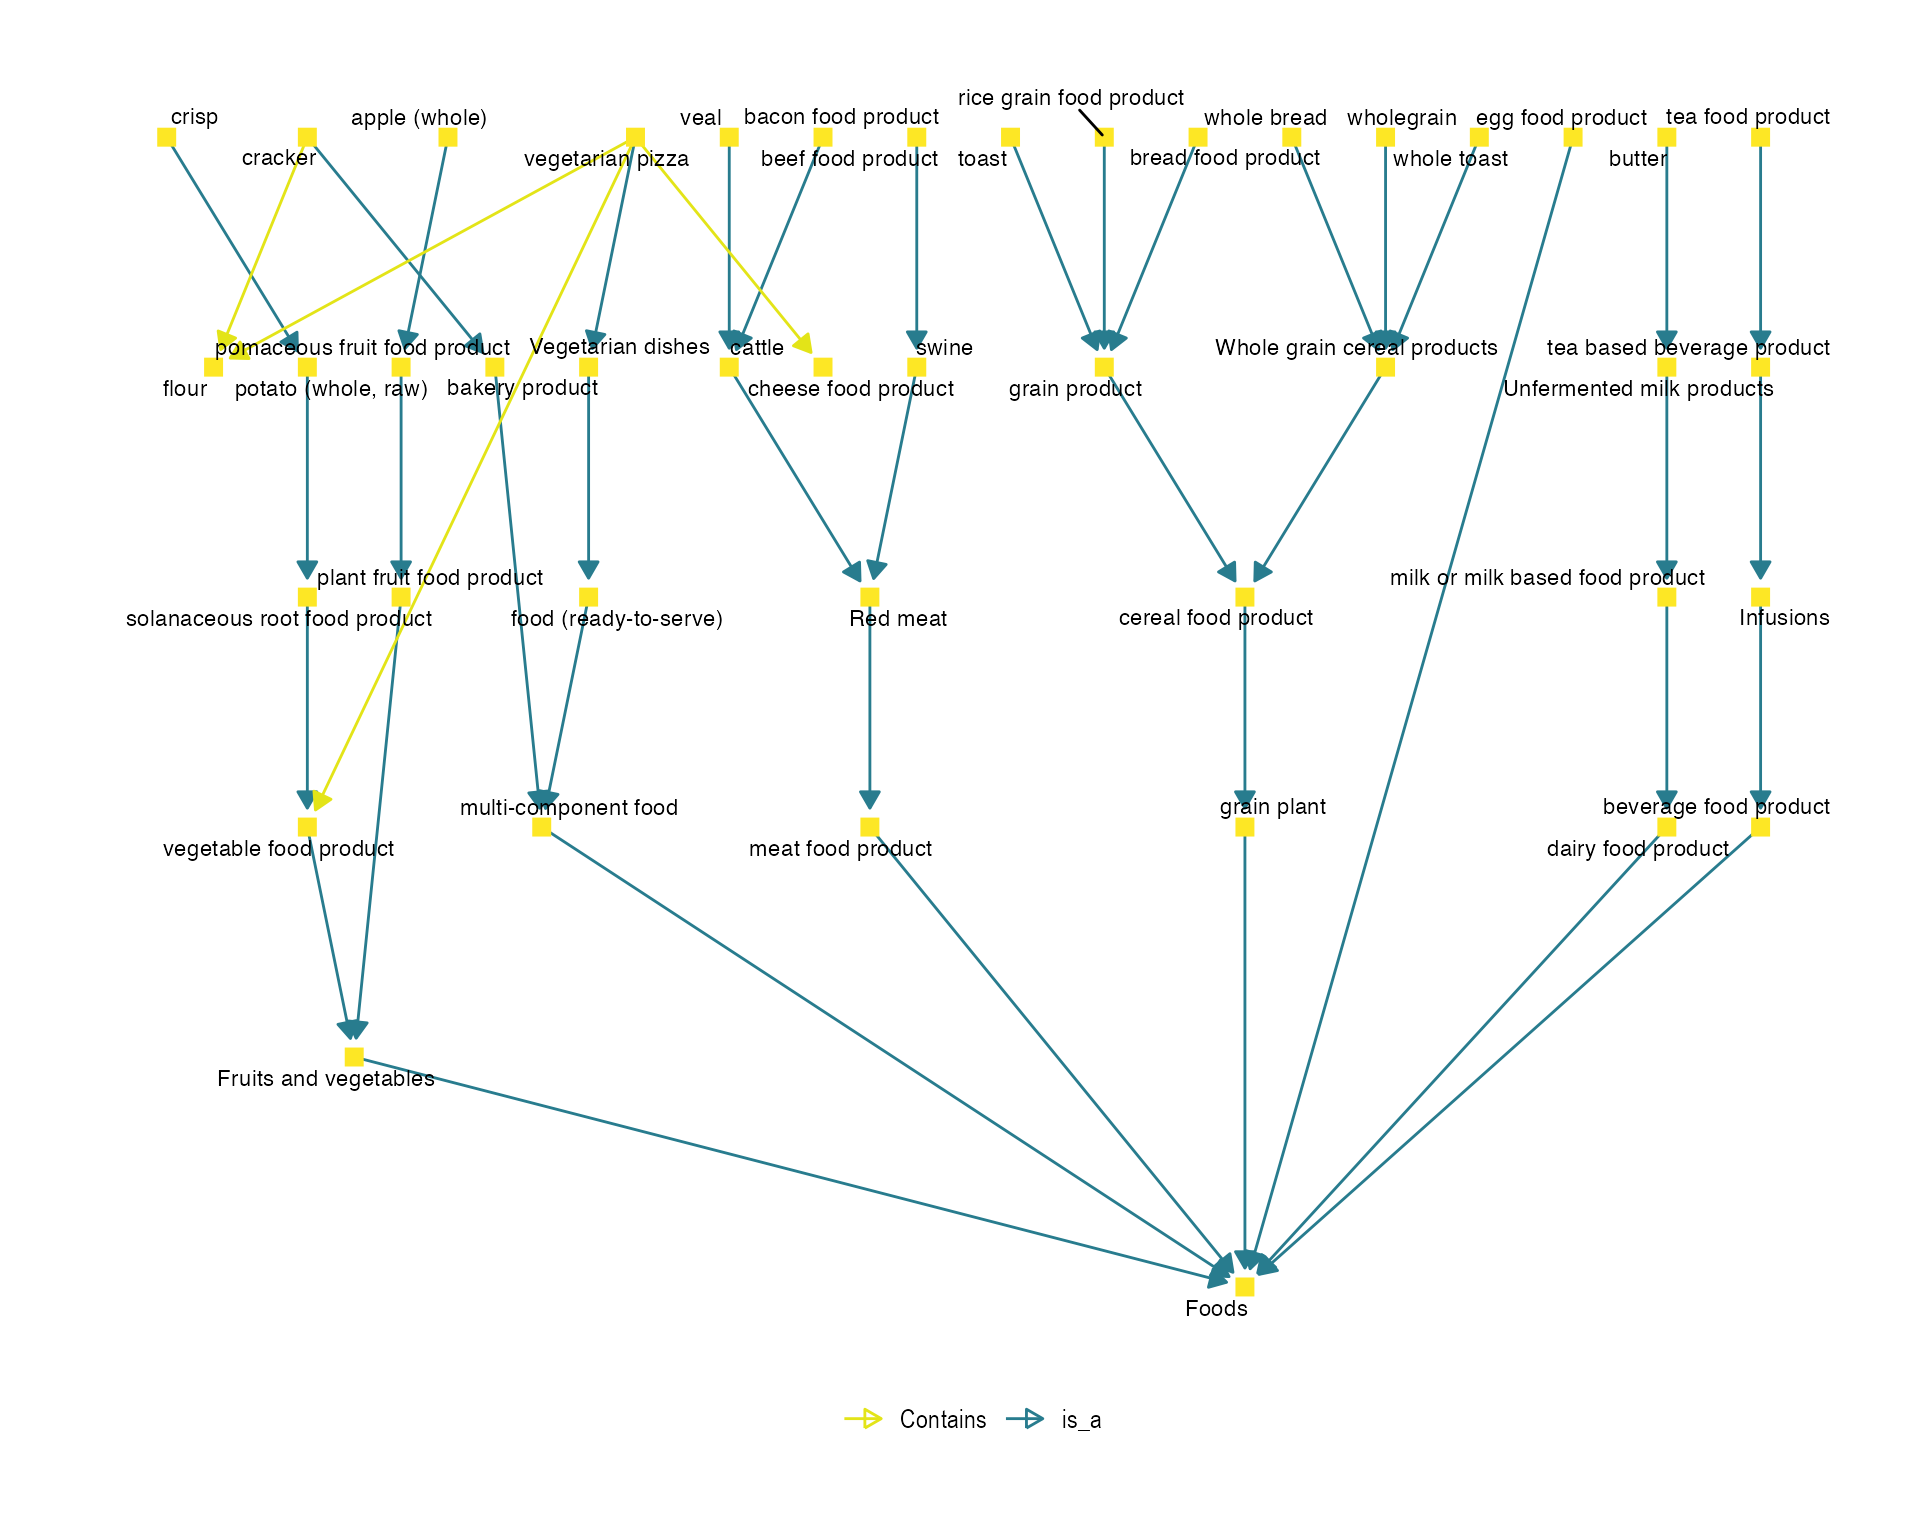 rice grain food product
crisp
apple (whole)
veal
bacon food product
whole bread
wholegrain
egg food product
tea food product
cracker
vegetarian pizza
beef food product
toast
bread food product
whole toast
butter
pomaceous fruit food product
Vegetarian dishes
cattle
swine
Whole grain cereal products
tea based beverage product
flour
potato (whole, raw)
bakery product
cheese food product
grain product
Unfermented milk products
plant fruit food product
milk or milk based food product
solanaceous root food product
food (ready-to-serve)
Red meat
cereal food product
Infusions
multi-component food
grain plant
beverage food product
vegetable food product
meat food product
dairy food product
Fruits and vegetables
Foods
Contains
is_a